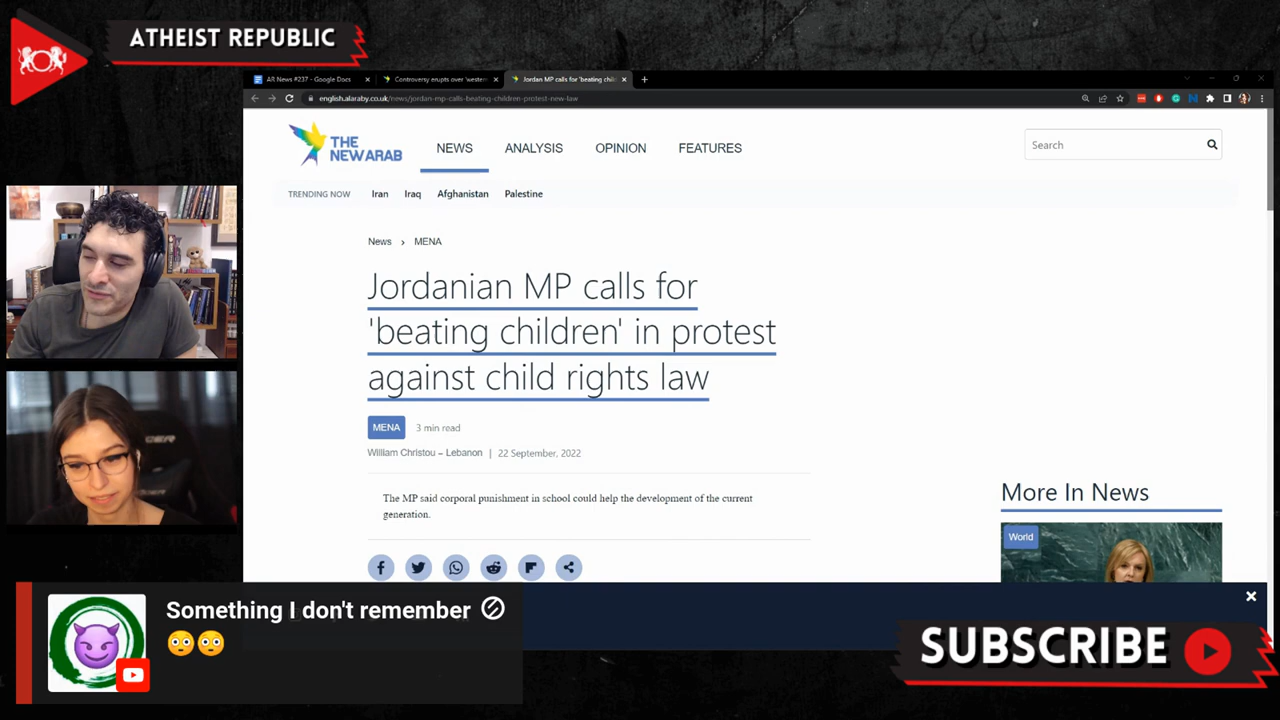 ATHEIST REPUBLIC
AR News #237 - Google Docs
Controversy erupts over 'western
Jordan MP calls for 'beating child
english.alaraby.co.uk/news/jordan-mp-calls-beating-children-protest-new-law
THE NEW ARAB
NEWS
ANALYSIS
OPINION
FEATURES
Search
TRENDING NOW
Iran
Iraq
Afghanistan
Palestine
News > MENA
Jordanian MP calls for
'beating children' in protest
against child rights law
MENA
3 min read
William Christou – Lebanon | 22 September, 2022
The MP said corporal punishment in school could help the development of the current
generation.
More In News
World
Something I don't remember
😳😳
SUBSCRIBE